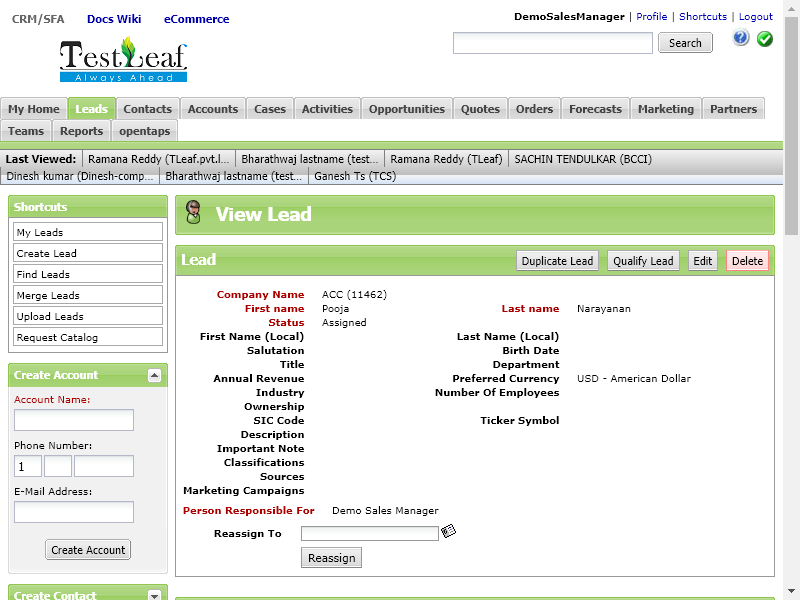 CRM/SFA Docs Wiki eCommerce
DemoSalesManager | Profile | Shortcuts | Logout
TestLeaf
Always Ahead
Search
My Home Leads Contacts Accounts Cases Activities Opportunities Quotes Orders Forecasts Marketing Partners
Teams Reports opentaps
Last Viewed: Ramana Reddy (TLeaf.pvt.l... Bharathwaj lastname (test... Ramana Reddy (TLeaf) SACHIN TENDULKAR (BCCI)
Dinesh kumar (Dinesh-comp... Bharathwaj lastname (test... Ganesh Ts (TCS)
Shortcuts
My Leads
Create Lead
Find Leads
Merge Leads
Upload Leads
Request Catalog
Create Account
Account Name:
Phone Number:
1
E-Mail Address:
Create Account
Create Contact
View Lead
Lead Duplicate Lead Qualify Lead Edit Delete
Company Name ACC (11462)
First name Pooja Last name Narayanan
Status Assigned
First Name (Local) Last Name (Local)
Salutation Birth Date
Title Department
Annual Revenue Preferred Currency USD - American Dollar
Industry Number Of Employees
Ownership
SIC Code Ticker Symbol
Description
Important Note
Classifications
Sources
Marketing Campaigns
Person Responsible For Demo Sales Manager
Reassign To
Reassign